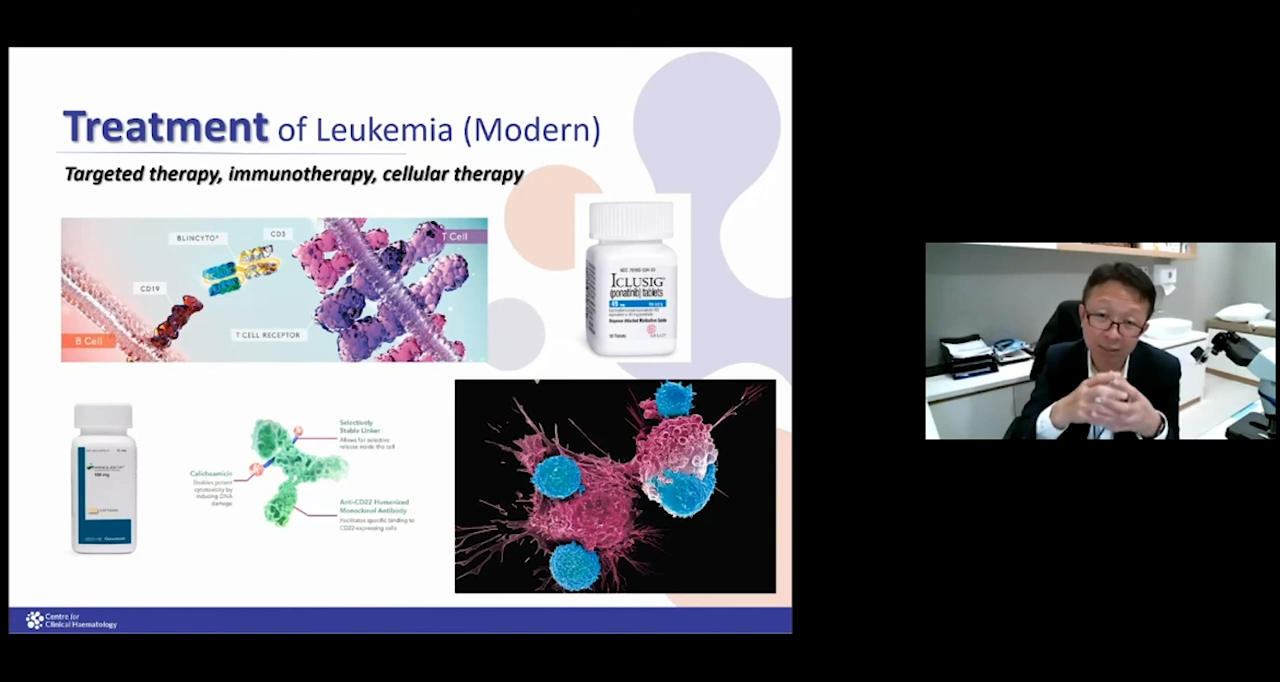 Treatment of Leukemia (Modern)
Targeted therapy, immunotherapy, cellular therapy
BLINCYTO®
CD3
T Cell
CD19
T CELL RECEPTOR
B Cell
ICLUSIG®
(ponatinib) tablets
45 mg
Selectively
Stable Linker
Allows for selective
release inside the cell
Calicheamicin
Enables potent
cytotoxicity by
inducing DNA
damage
Anti-CD22 Humanized
Monoclonal Antibody
Facilitates specific binding to
CD22-expressing cells
100 mg
Centre for
Clinical Haematology